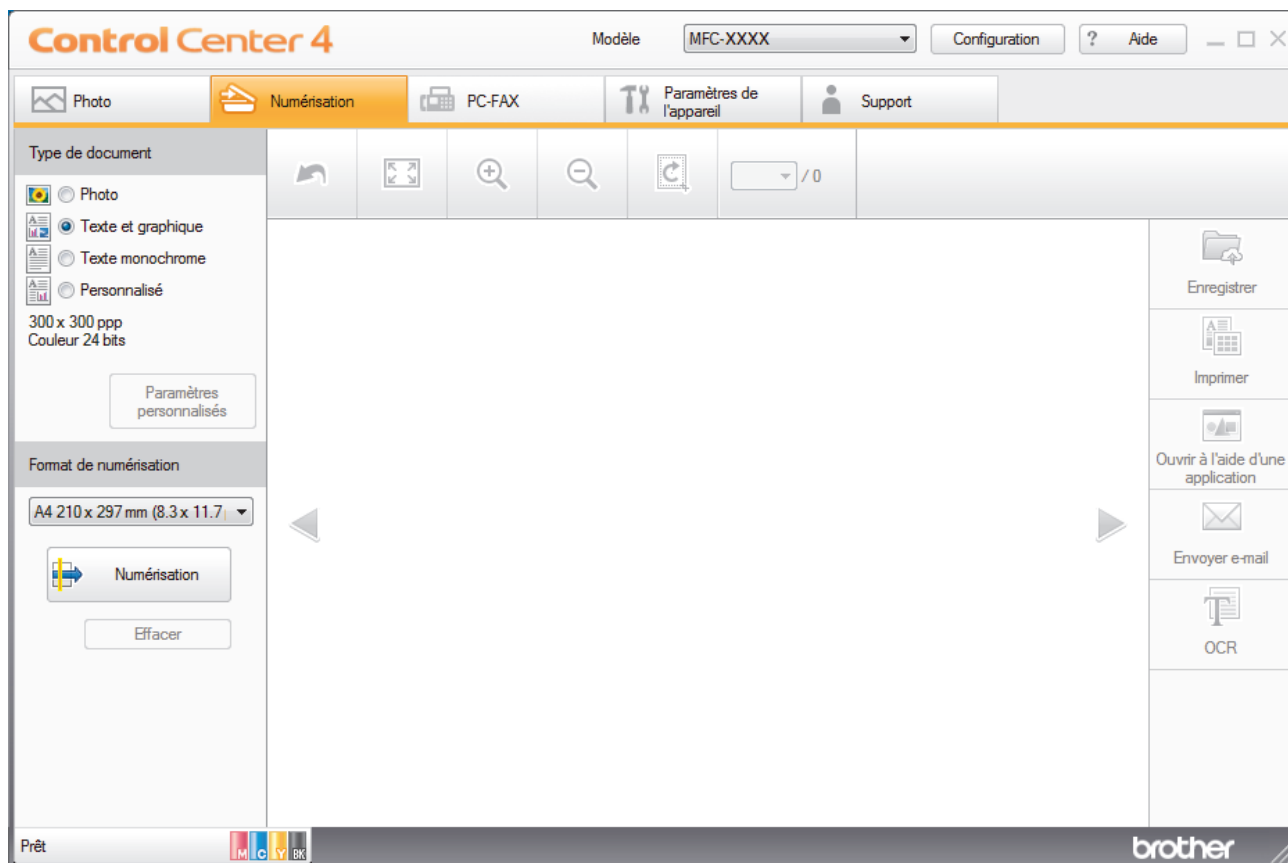 Control Center 4
Modèle
MFC-XXXX
Configuration
? Aide
Photo
Numérisation
PC-FAX
Paramètres de
l'appareil
Support
Type de document
Photo
Texte et graphique
Texte monochrome
Personnalisé
300 x 300 ppp
Couleur 24 bits
Paramètres
personnalisés
/ 0
Format de numérisation
A4 210 x 297 mm (8.3 x 11.7
Numérisation
Effacer
Enregistrer
Imprimer
Ouvrir à l'aide d'une
application
Envoyer e-mail
OCR
Prêt
M C Y BK
brother